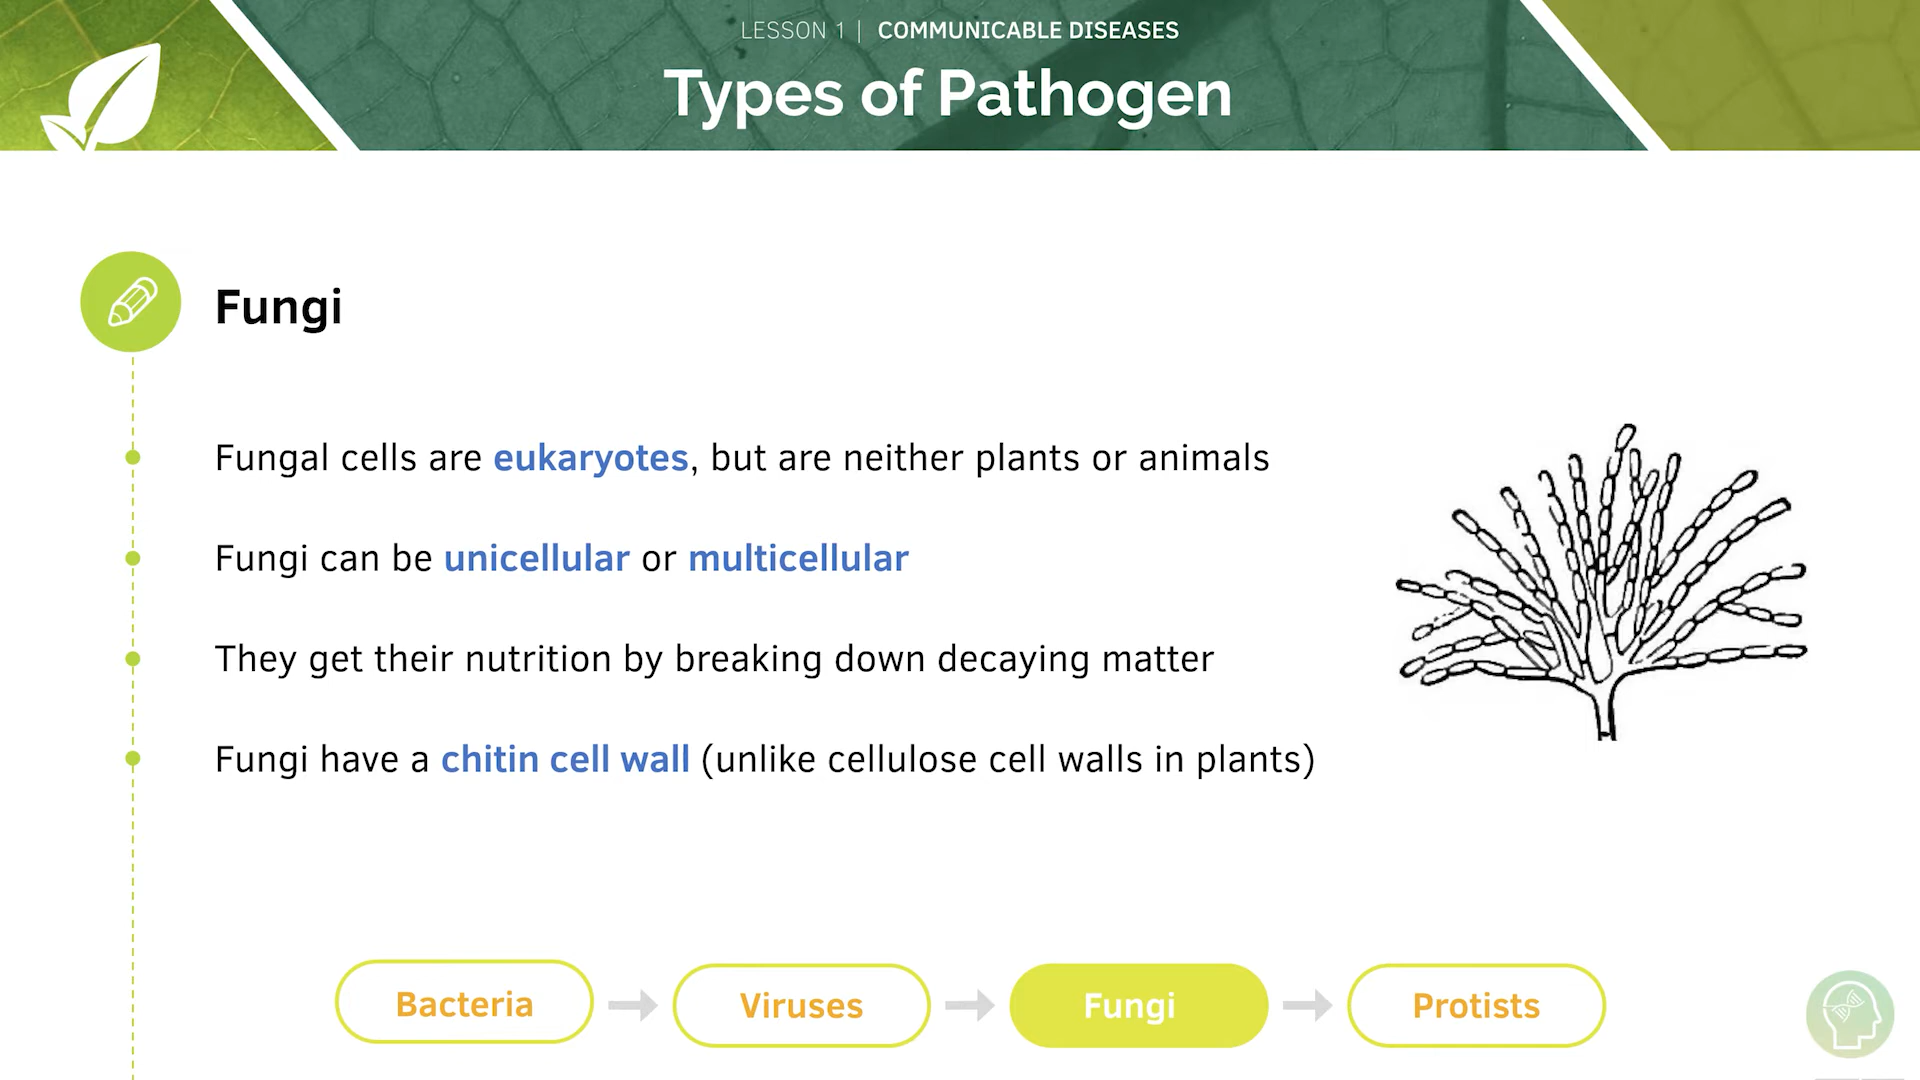 LESSON 1 | COMMUNICABLE DISEASES
Types of Pathogen
Fungi
Fungal cells are eukaryotes, but are neither plants or animals
Fungi can be unicellular or multicellular
They get their nutrition by breaking down decaying matter
Fungi have a chitin cell wall (unlike cellulose cell walls in plants)
Bacteria
Viruses
Fungi
Protists